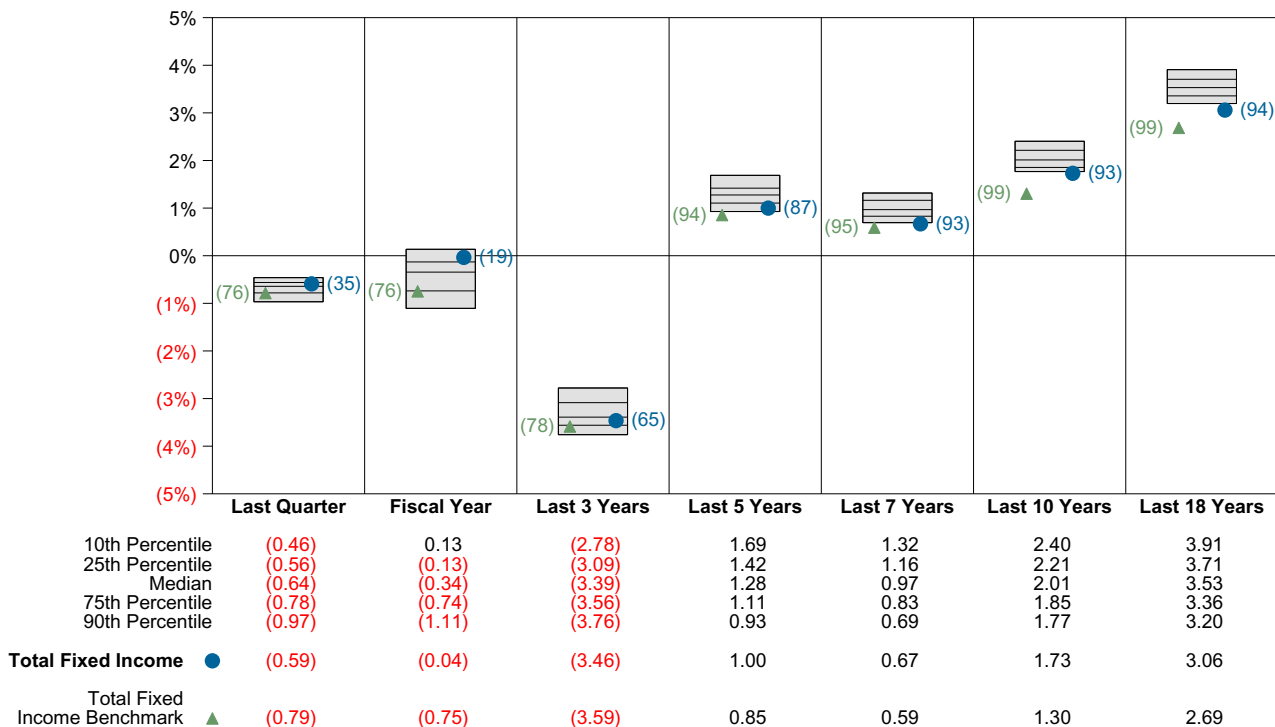 5%
4%
3%
2%
1%
0%
(1%)
(2%)
(3%)
(4%)
(5%)
(76) (35)
(76) (19)
(78) (65)
(94) (87)
(95) (93)
(99) (93)
(99) (94)
Last Quarter Fiscal Year Last 3 Years Last 5 Years Last 7 Years Last 10 Years Last 18 Years
10th Percentile (0.46) 0.13 (2.78) 1.69 1.32 2.40 3.91
25th Percentile (0.56) (0.13) (3.09) 1.42 1.16 2.21 3.71
Median (0.64) (0.34) (3.39) 1.28 0.97 2.01 3.53
75th Percentile (0.78) (0.74) (3.56) 1.11 0.83 1.85 3.36
90th Percentile (0.97) (1.11) (3.76) 0.93 0.69 1.77 3.20
Total Fixed Income (0.59) (0.04) (3.46) 1.00 0.67 1.73 3.06
Total Fixed
Income Benchmark (0.79) (0.75) (3.59) 0.85 0.59 1.30 2.69